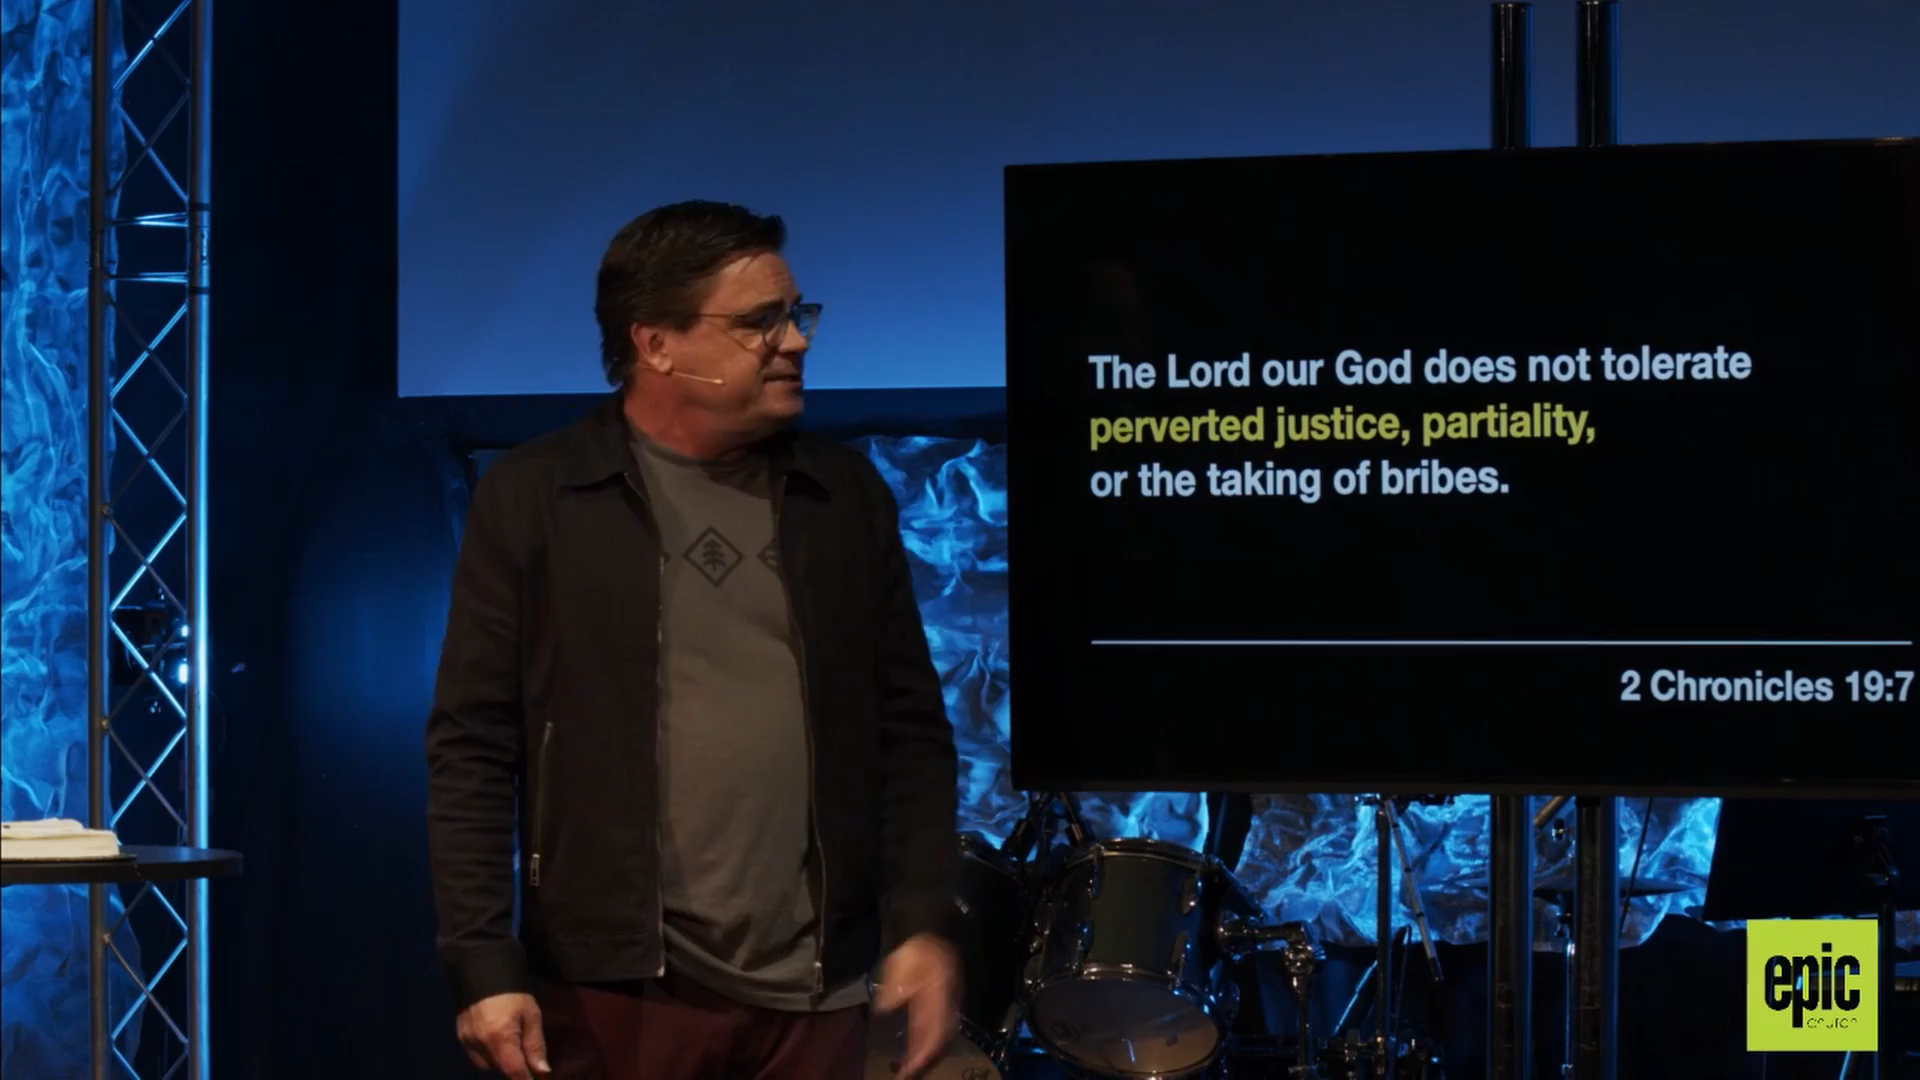 The Lord our God does not tolerate
perverted justice, partiality,
or the taking of bribes.
2 Chronicles 19:7
epic
church